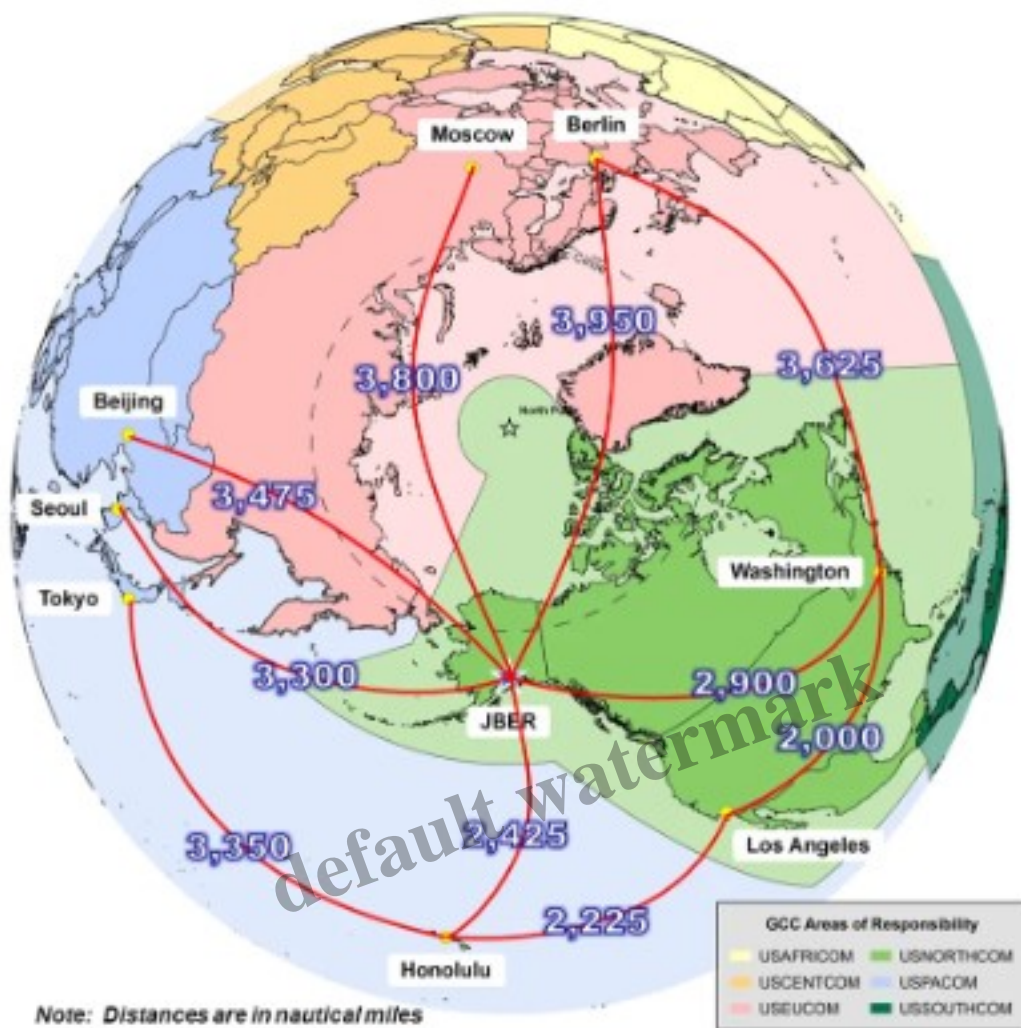 Moscow
Berlin
3,950
3,800
3,625
Beijing
North Pole
3,475
Seoul
Washington
Tokyo
3,300
2,900
JBER
2,000
default watermark
3,350
2,425
Los Angeles
2,225
Honolulu
GCC Areas of Responsibility
USAFRICOM USNORTHCOM
USCENTCOM USPACOM
USEUCOM USSOUTHCOM
Note: Distances are in nautical miles